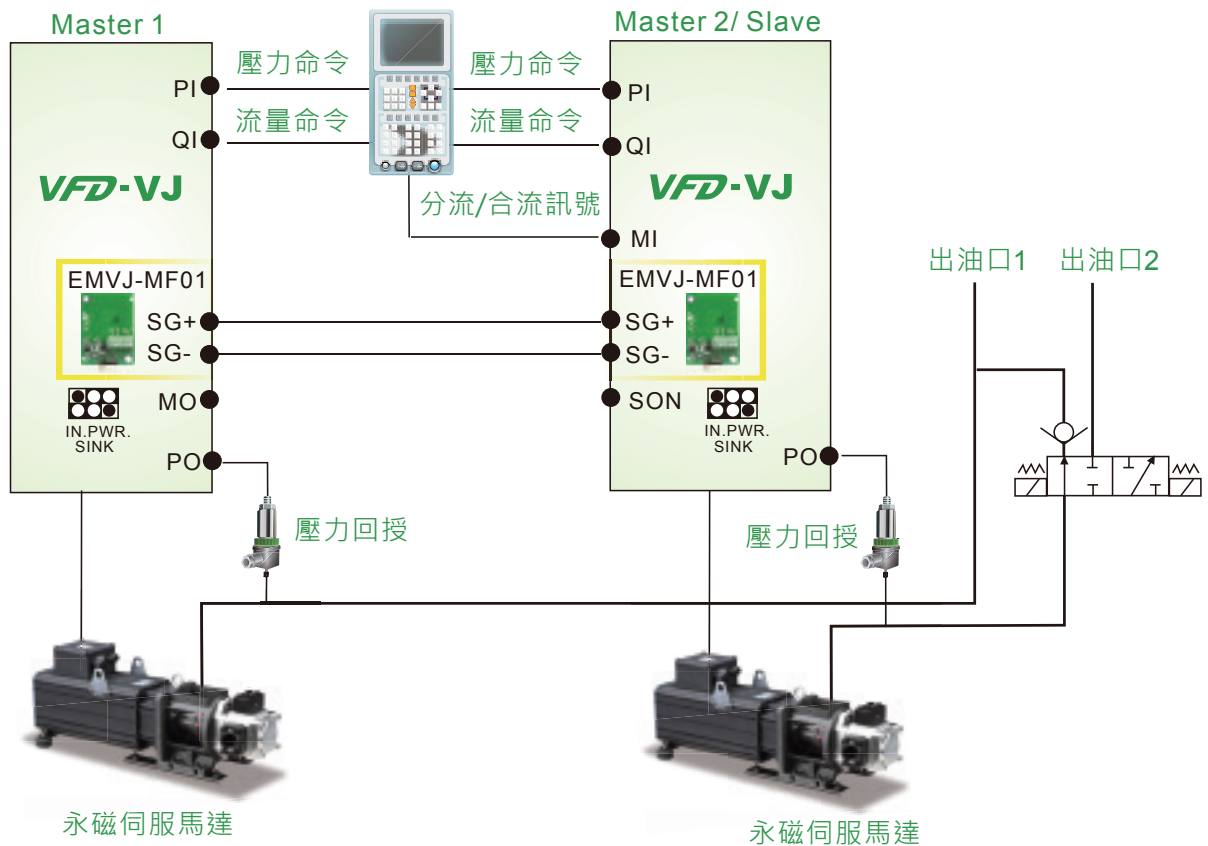 Master 1
Master 2/ Slave
壓力命令
壓力命令
PI
PI
流量命令
流量命令
QI
QI
VFD-VJ
VFD-VJ
分流/合流訊號
MI
出油口1
出油口2
EMVJ-MF01
EMVJ-MF01
SG+
SG+
SG-
SG-
MO
SON
IN.PWR.
SINK
IN.PWR.
SINK
PO
PO
壓力回授
壓力回授
永磁伺服馬達
永磁伺服馬達